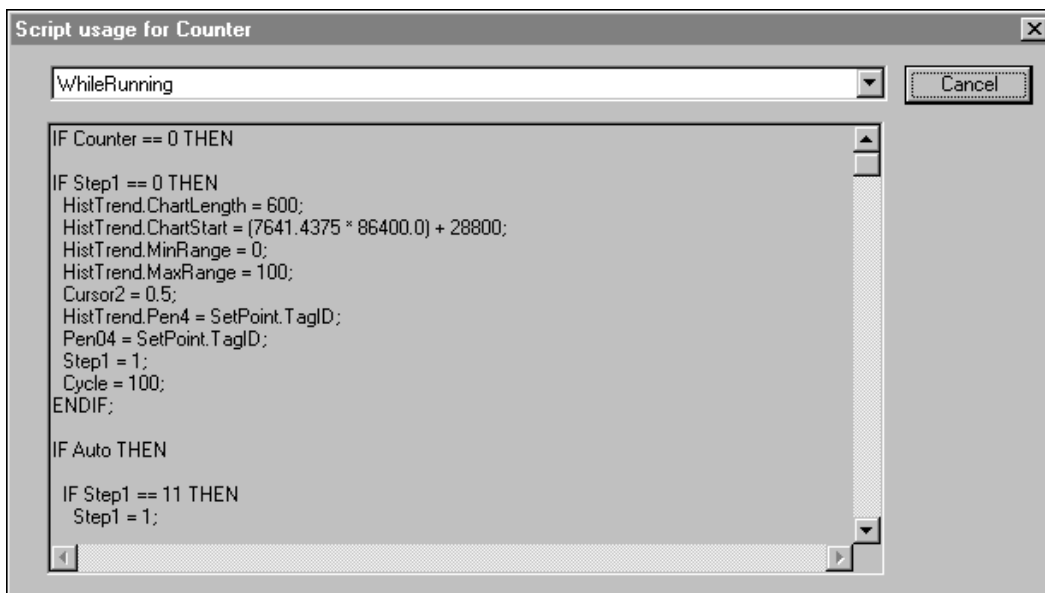 Script usage for Counter
WhileRunning
Cancel
IF Counter == 0 THEN
IF Step1 == 0 THEN
HistTrend.ChartLength = 600;
HistTrend.ChartStart = (7641.4375 * 86400.0) + 28800;
HistTrend.MinRange = 0;
HistTrend.MaxRange = 100;
Cursor2 = 0.5;
HistTrend.Pen4 = SetPoint.TagID;
Pen04 = SetPoint.TagID;
Step1 = 1;
Cycle = 100;
ENDIF;
IF Auto THEN
IF Step1 == 11 THEN
Step1 = 1;